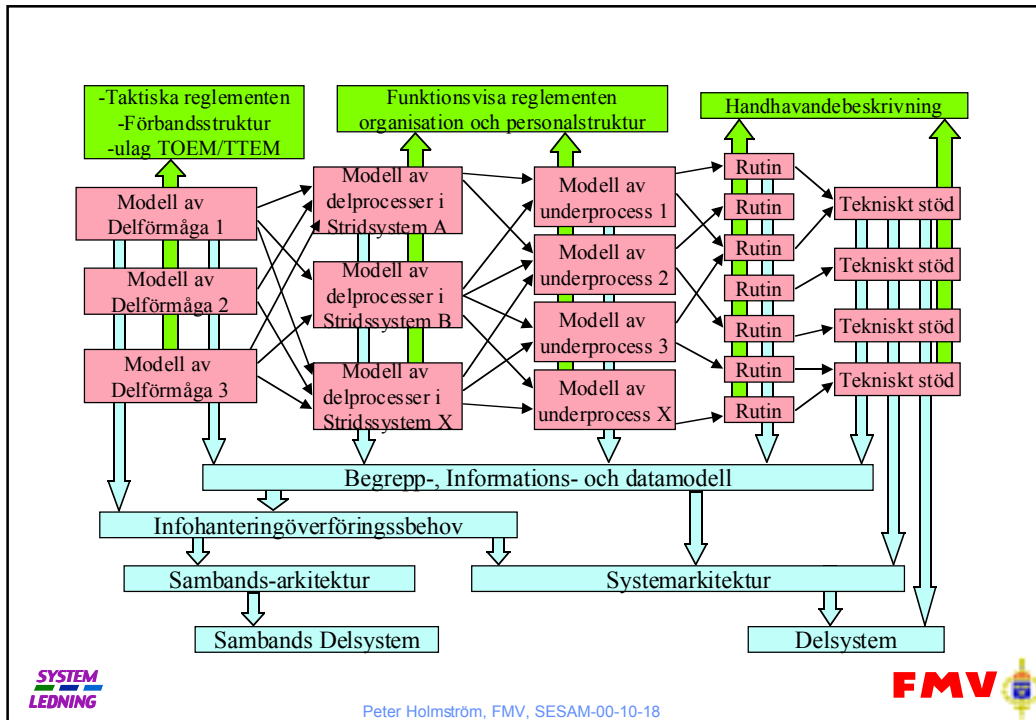 -Taktiska reglementen
-Förbandsstruktur
-ulag TOEM/TTEM
Funktionsvisa reglementen
organisation och personalstruktur
Handhavandebeskrivning
Modell av
Delförmåga 1
Modell av
Delförmåga 2
Modell av
Delförmåga 3
Modell av
delprocesser i
Stridsystem A
Modell av
delprocesser i
Stridssystem B
Modell av
delprocesser i
Stridssystem X
Modell av
underprocess 1
Modell av
underprocess 2
Modell av
underprocess 3
Modell av
underprocess X
Rutin
Rutin
Rutin
Rutin
Rutin
Rutin
Rutin
Tekniskt stöd
Tekniskt stöd
Tekniskt stöd
Tekniskt stöd
Begrepp-, Informations- och datamodell
Infohanteringöverföringssbehov
Sambands-arkitektur
Systemarkitektur
Sambands Delsystem
Delsystem
SYSTEM
LEDNING
Peter Holmström, FMV, SESAM-00-10-18
FMV